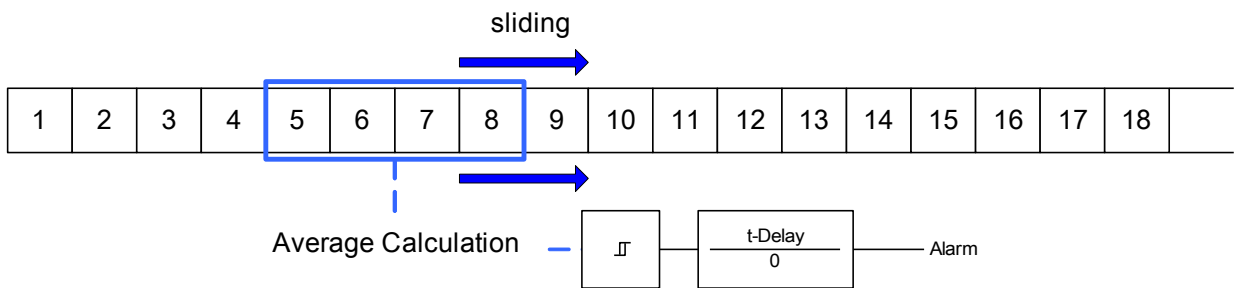 sliding
1 2 3 4 5 6 7 8 9 10 11 12 13 14 15 16 17 18
Average Calculation
t-Delay
0
Alarm